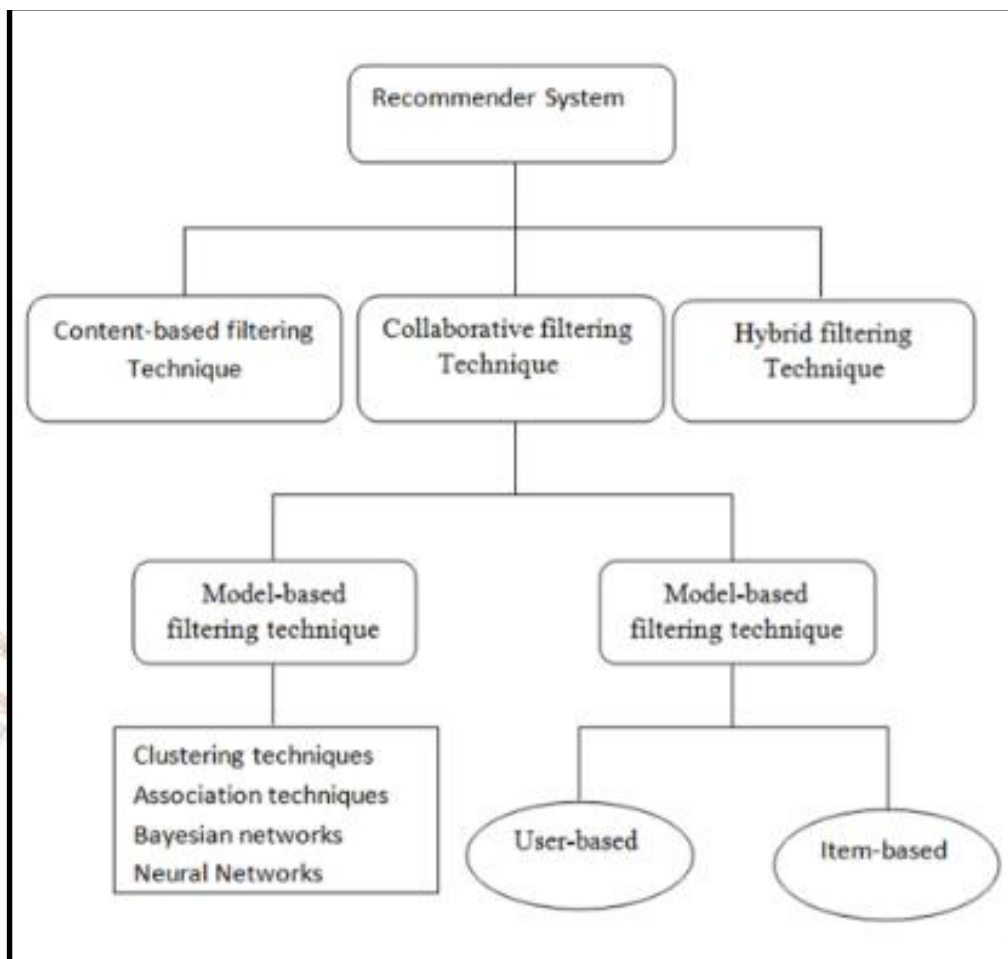 Recommender System
Content-based filtering
Technique
Collaborative filtering
Technique
Hybrid filtering
Technique
Model-based
filtering technique
Model-based
filtering technique
Clustering techniques
Association techniques
Bayesian networks
Neural Networks
User-based
Item-based